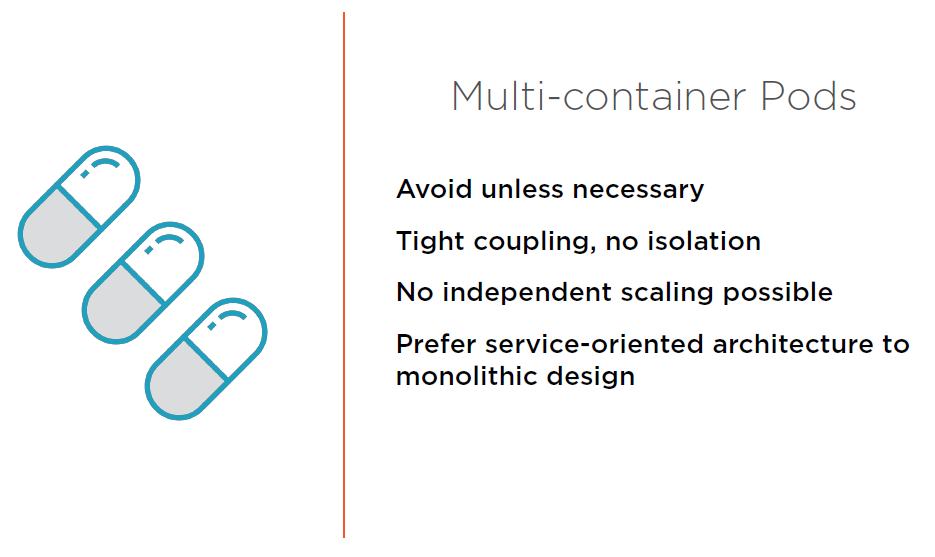 Multi-container Pods
Avoid unless necessary
Tight coupling, no isolation
No independent scaling possible
Prefer service-oriented architecture to
monolithic design